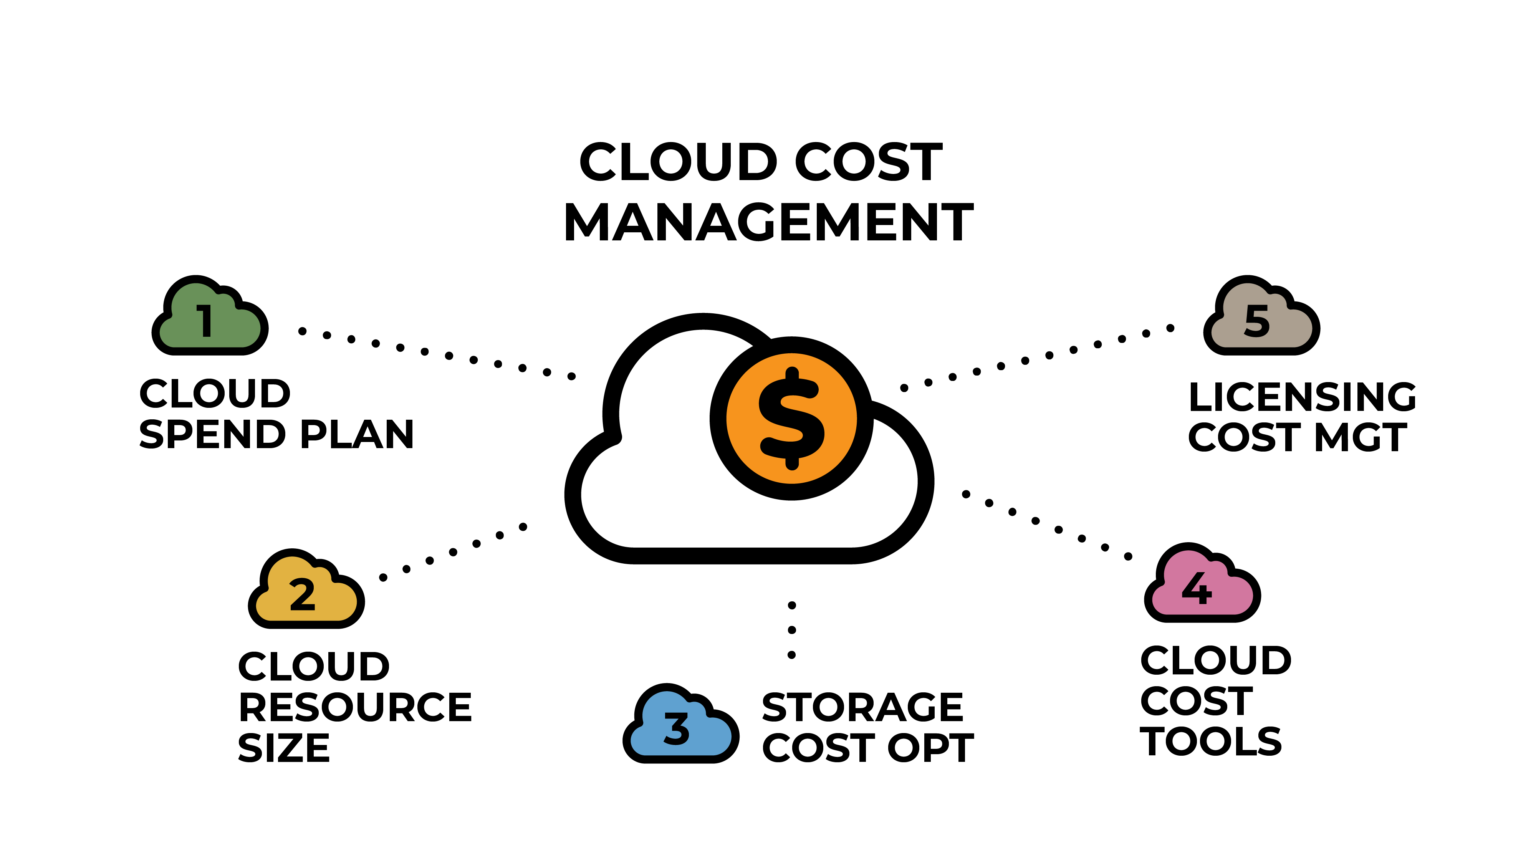 CLOUD COST
MANAGEMENT
1
CLOUD
SPEND PLAN
2
CLOUD
RESOURCE
SIZE
3
STORAGE
COST OPT
4
CLOUD
COST
TOOLS
5
LICENSING
COST MGT
$